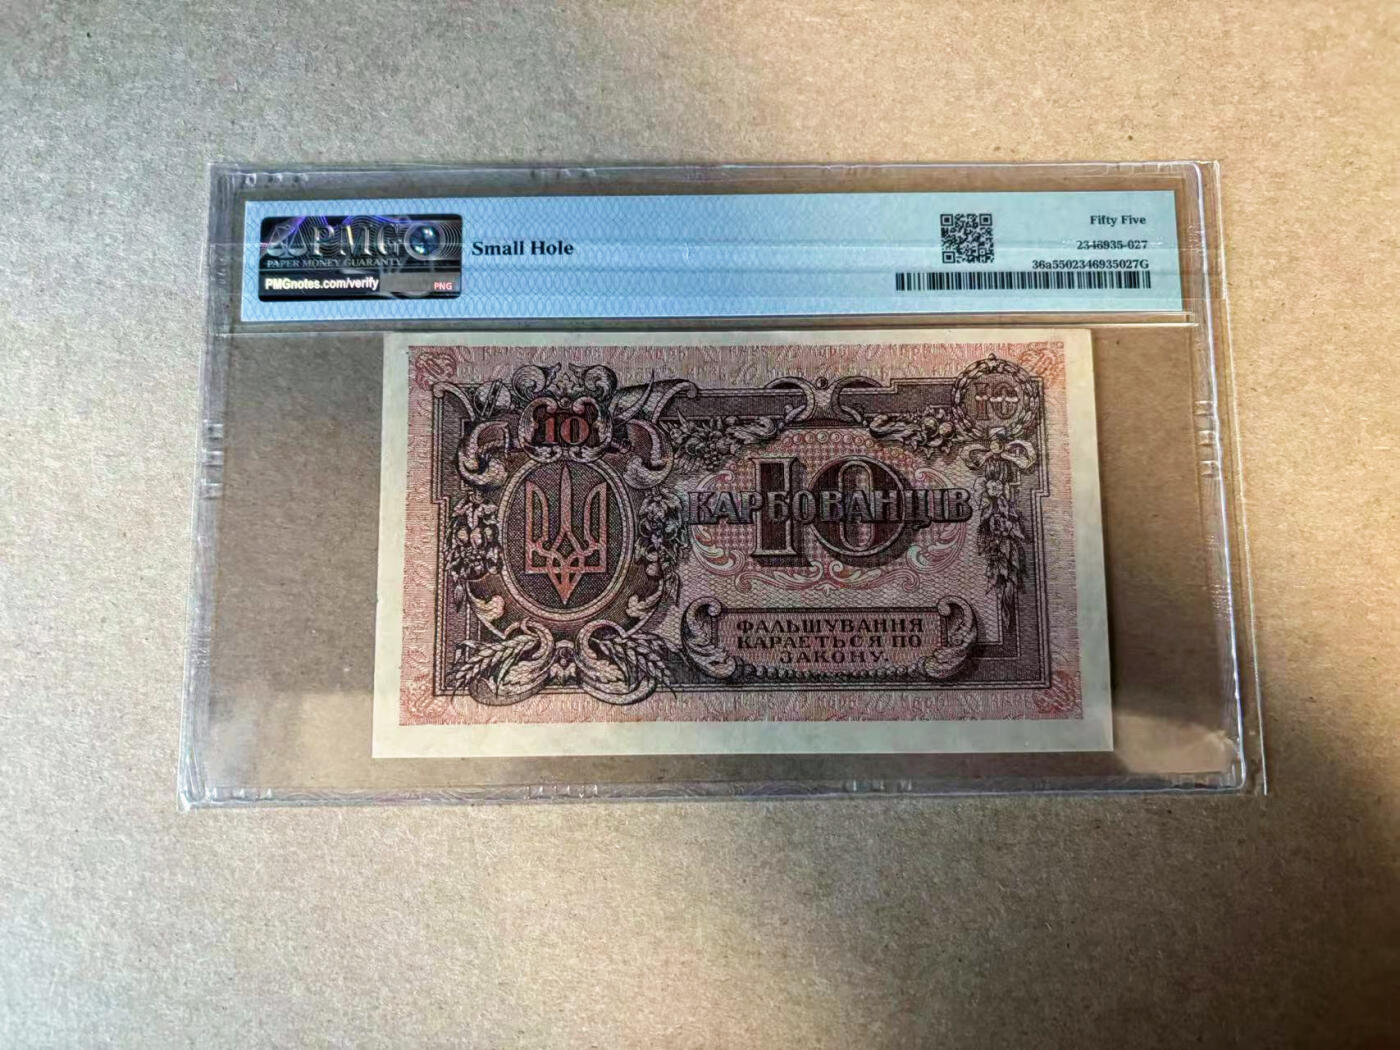 PMG
PAPER MONEY GUARANTY
PMGnotes.com/verify
PNG
Small Hole
Fifty Five
2346935-027
36a5502346935027G
10
10
10
КАРБОВАНЦІВ
ФАЛЬШУВАННЯ
КАРАЄТЬСЯ ПО
ЗАКОНУ.